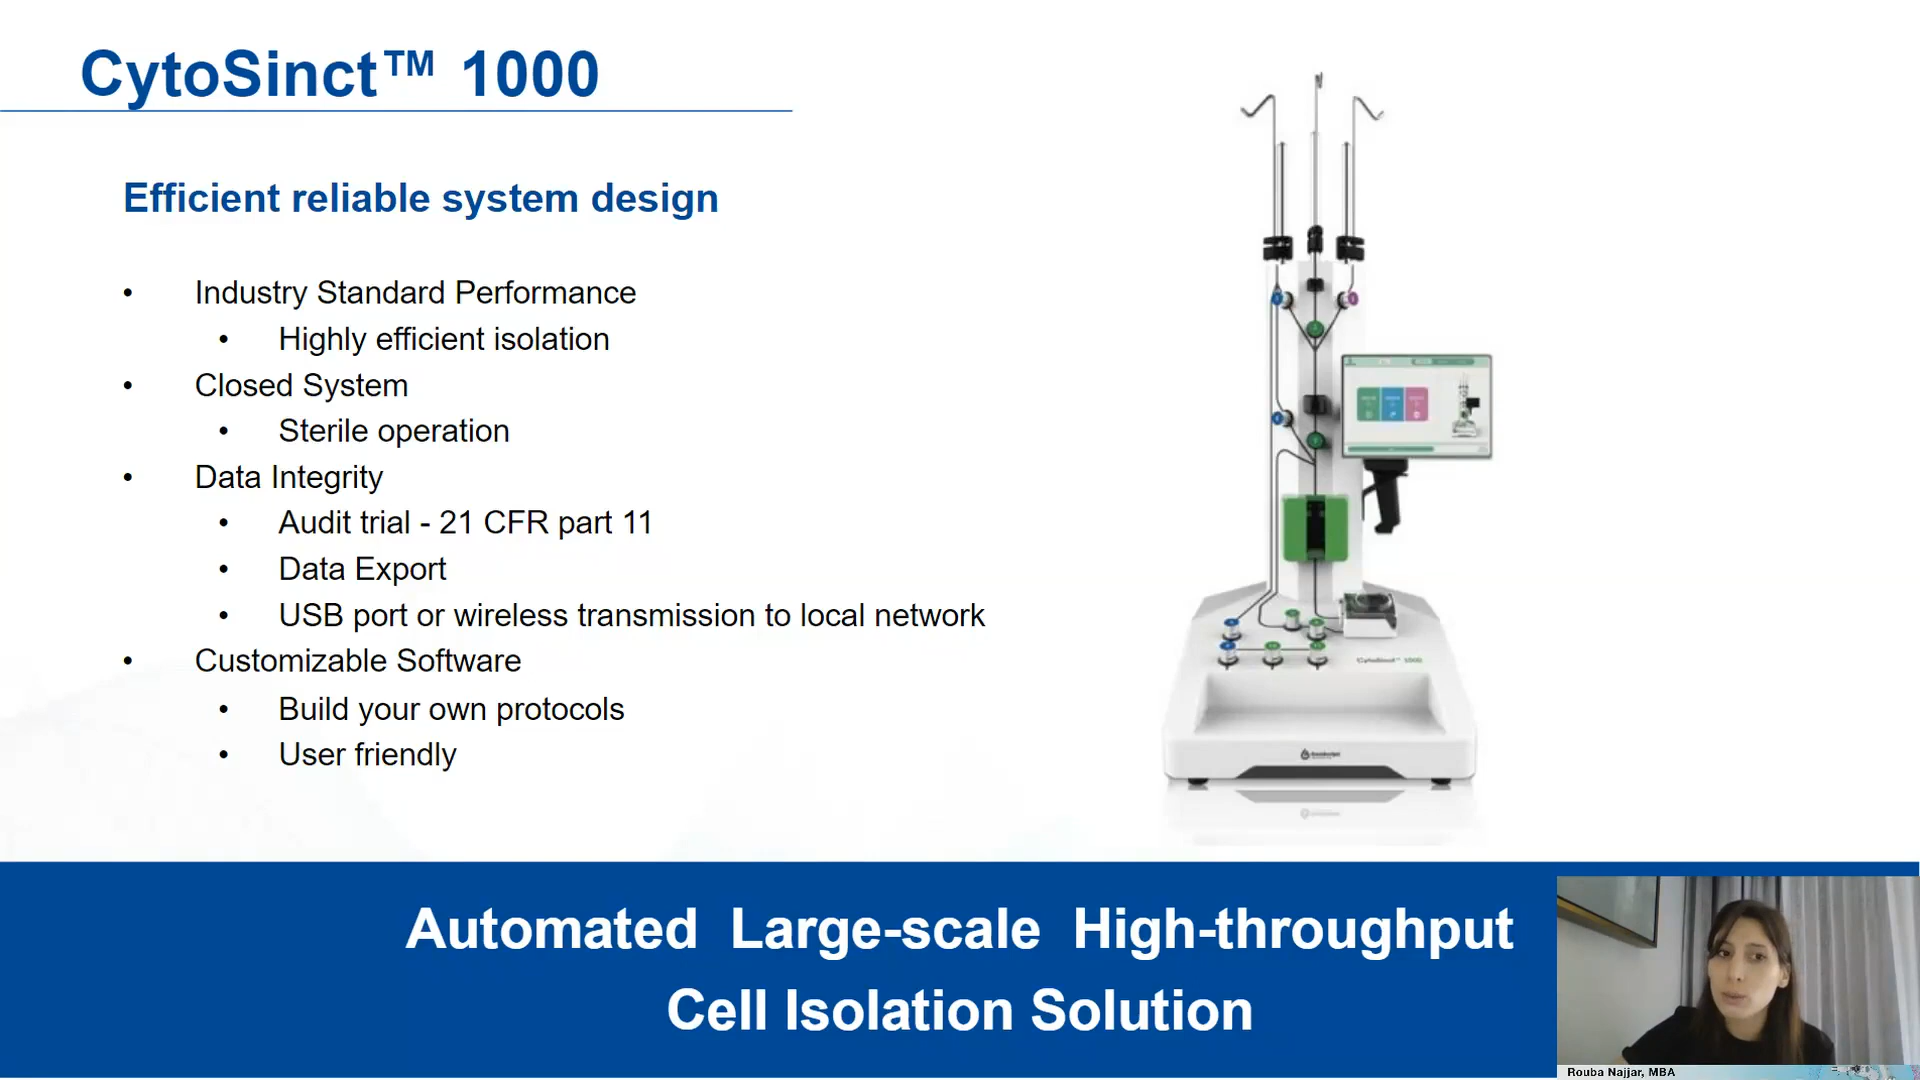 CytoSinct™ 1000
Efficient reliable system design
• Industry Standard Performance
• Highly efficient isolation
• Closed System
• Sterile operation
• Data Integrity
• Audit trial - 21 CFR part 11
• Data Export
• USB port or wireless transmission to local network
• Customizable Software
• Build your own protocols
• User friendly
CytoSinct™ 1000
Automated Large-scale High-throughput
Cell Isolation Solution
Rouba Najjar, MBA